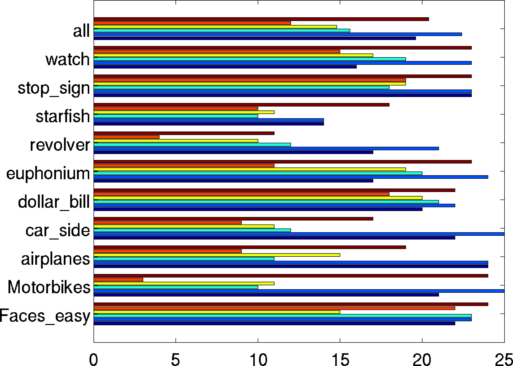 all
watch
stop_sign
starfish
revolver
euphonium
dollar_bill
car_side
airplanes
Motorbikes
Faces_easy
0 5 10 15 20 25